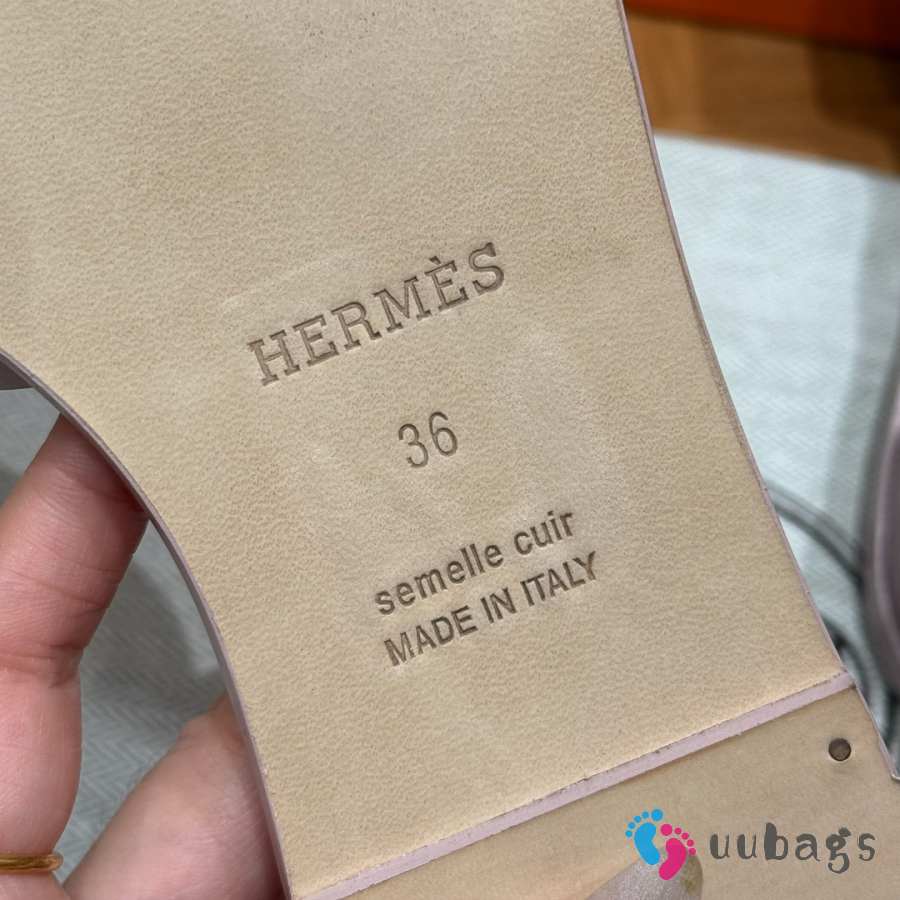 HERMÈS
36
semelle cuir
MADE IN ITALY
uubags